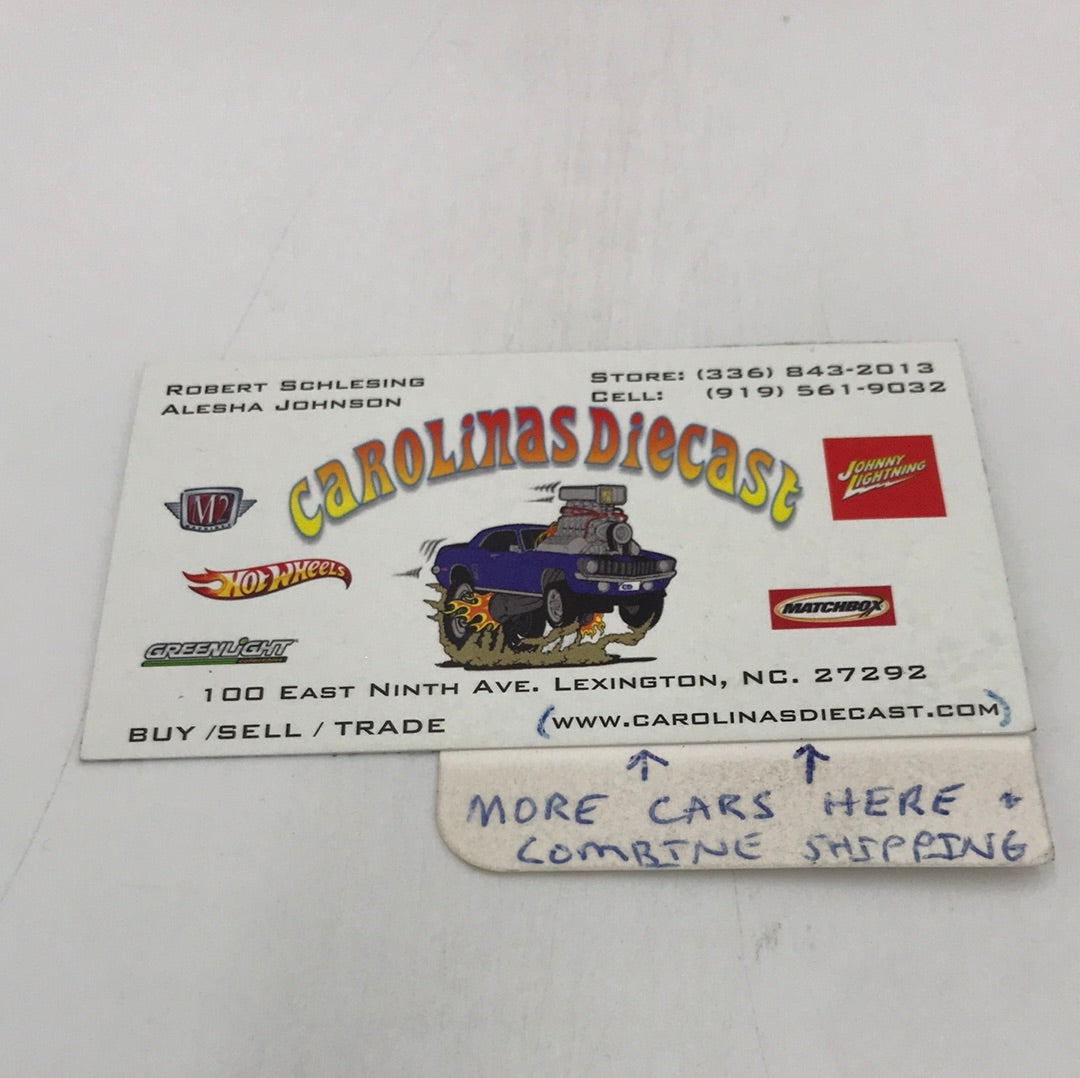 ROBERT SCHLESING
ALESHA JOHNSON
STORE: (336) 843-2013
CELL: (919) 561-9032
CAROLINAS DIECAST
M2
JOHNNY
LIGHTNING
HOT WHEELS
MATCHBOX
GREENLIGHT
100 EAST NINTH AVE. LEXINGTON, NC. 27292
BUY /SELL / TRADE
(WWW.CAROLINASDIECAST.COM)
MORE CARS HERE +
COMBINE SHIPPING